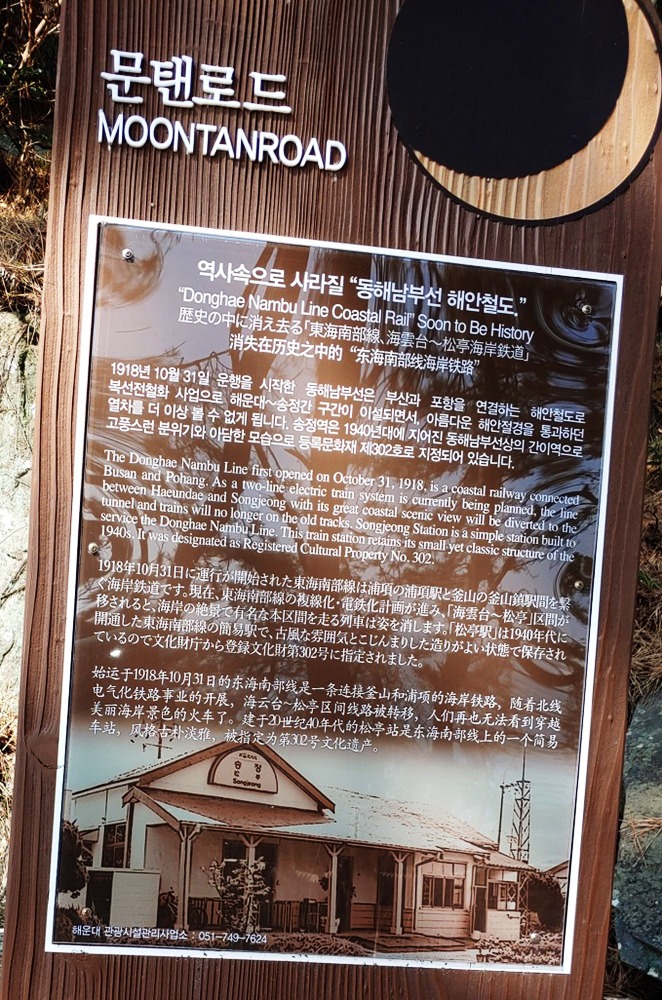 문탠로드
MOONTANROAD
역사속으로 사라질 “동해남부선 해안철도.”
“Donghae Nambu Line Coastal Rail” Soon to Be History
歴史の中に消え去る「東海南部線、海雲台～松亭海岸鉄道」
消失在历史之中的 “东海南部线海岸铁路”
1918년 10월 31일 운행을 시작한 동해남부선은 부산과 포항을 연결하는 해안철도로
복선전철화 사업으로 해운대~송정간 구간이 이설되면서, 아름다운 해안절경을 통과하던
열차를 더 이상 볼 수 없게 됩니다. 송정역은 1940년대에 지어진 동해남부선상의 간이역으로
고풍스런 분위기와 아담한 모습으로 등록문화재 제302호로 지정되어 있습니다.
The Donghae Nambu Line first opened on October 31, 1918, is a coastal railway connected
Busan and Pohang. As a two-line electric train system is currently being planned, the line
between Haeundae and Songjeong with its great coastal scenic view will be diverted to the
tunnel and trains will no longer on the old tracks. Songjeong Station is a simple station built to
service the Donghae Nambu Line. This train station retains its small yet classic structure of the
1940s. It was designated as Registered Cultural Property No. 302.
1918年10月31日に運行が開始された東海南部線は浦項の浦項駅と釜山の釜山鎮駅間を繋
ぐ海岸鉄道です。現在、東海南部線の複線化・電鉄化計画が進み、「海雲台～松亭」区間が
移されると、海岸の絶景で有名な本区間を走る列車は姿を消します。「松亭駅」は1940年代に
開通した東海南部線の簡易駅で、古風な雰囲気とこじんまりした造りがよい状態で保存され
ているので文化財庁から登録文化財第302号に指定されました。
始运于1918年10月31日的东海南部线是一条连接釜山和浦项的海岸铁路，随着北线
电气化铁路事业的开展，海云台~松亭区间线路被转移，人们再也无法看到穿越
美丽海岸景色的火车了。建于20世纪40年代的松亭站是东海南部线上的一个简易
车站，风格古朴淡雅，被指定为第302号文化遗产。
송정
Songjeong
해운대 관광시설관리사업소 : 051-749-7624